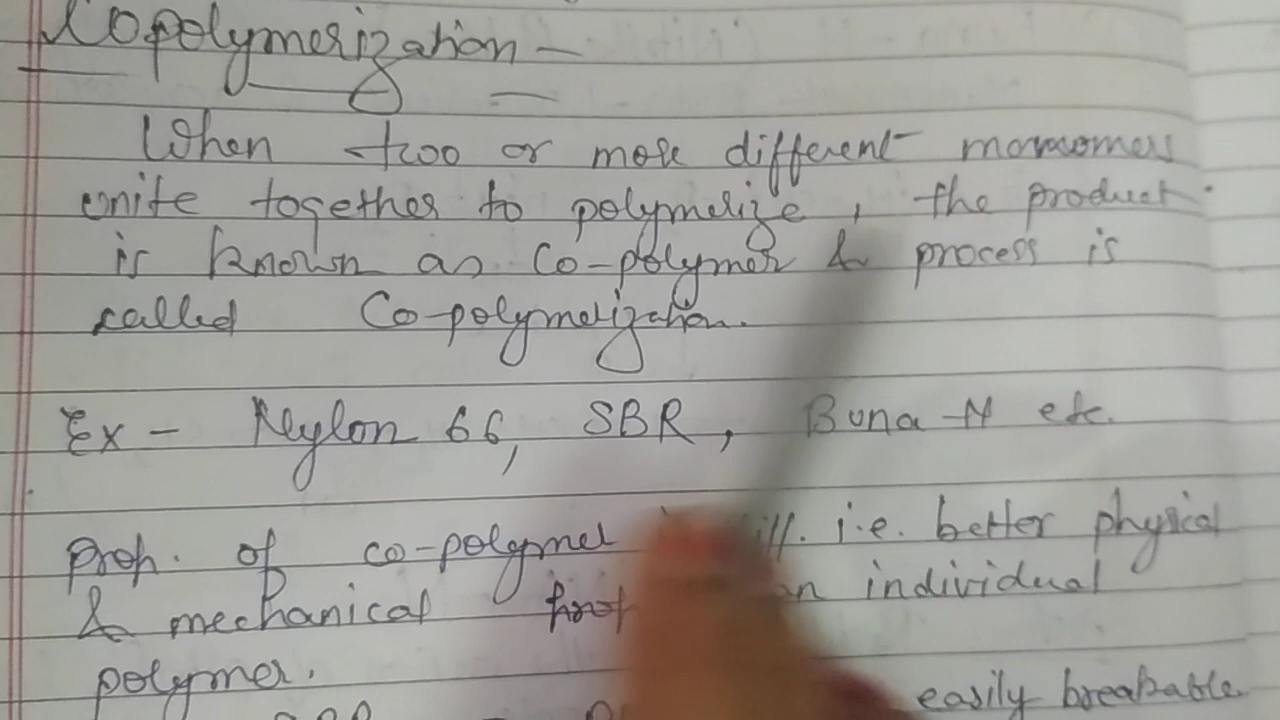 Copolymerization -
When two or more different monomers
unite together to polymerize, the product
is known as Co-polymer & process is
called Co-polymerization.
Ex - Nylon 66, SBR, Buna-N etc.
Prop. of co-polymer i.e. better physical
& mechanical individual
polymer.
easily breakable